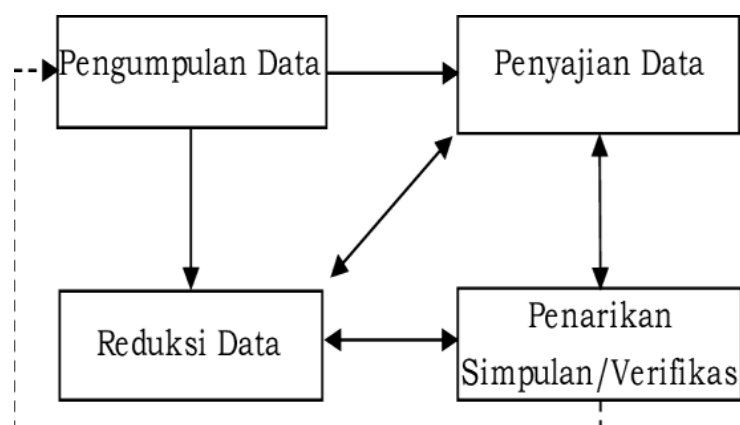 Pengumpulan Data
Penyajian Data
Reduksi Data
Penarikan
Simpulan/Verifikas